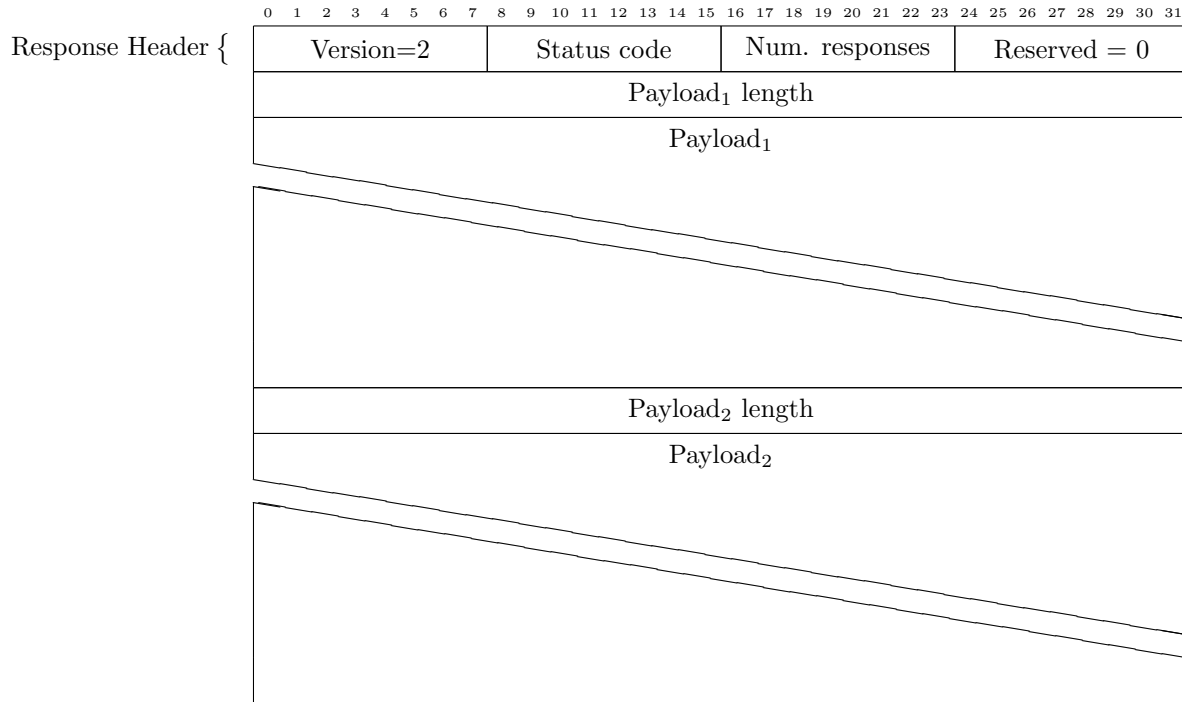 0 1 2 3 4 5 6 7 8 9 10 11 12 13 14 15 16 17 18 19 20 21 22 23 24 25 26 27 28 29 30 31
Response Header { Version=2 Status code Num. responses Reserved = 0
Payload₁ length
Payload₁
Payload₂ length
Payload₂